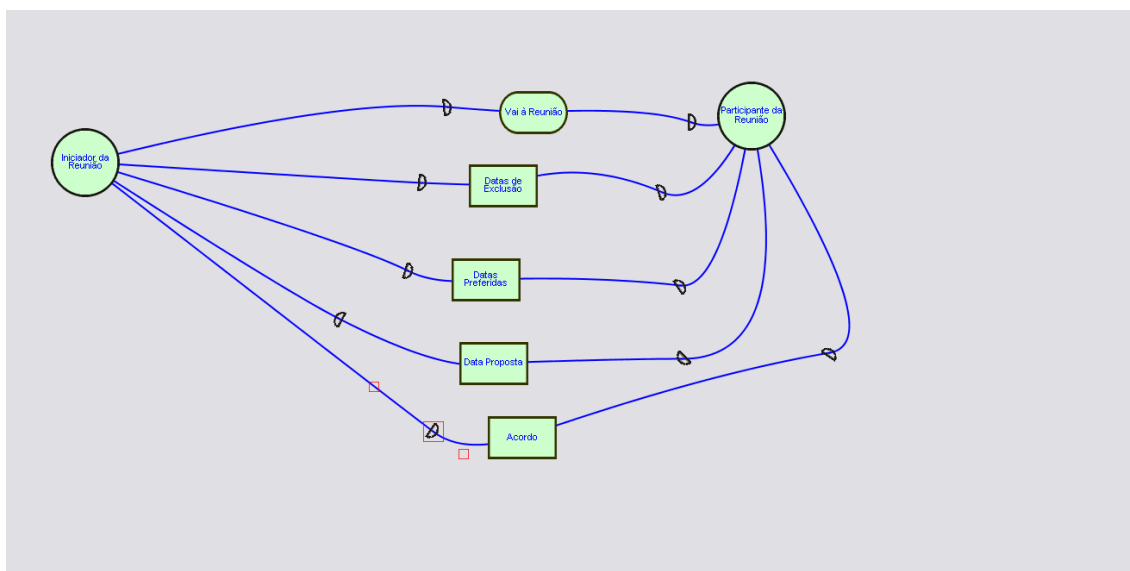 Vai à Reunião
Participante da
Reunião
Iniciador da
Reunião
Datas de
Exclusão
Datas
Preferidas
Data Proposta
Acordo